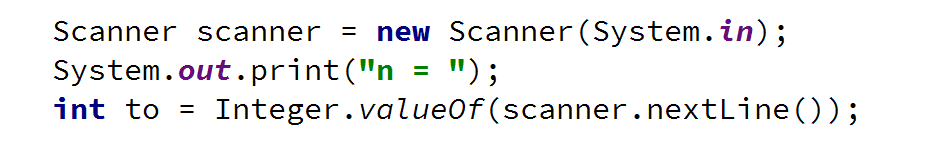 Scanner scanner = new Scanner(System.in);
System.out.print("n = ");
int to = Integer.valueOf(scanner.nextLine());